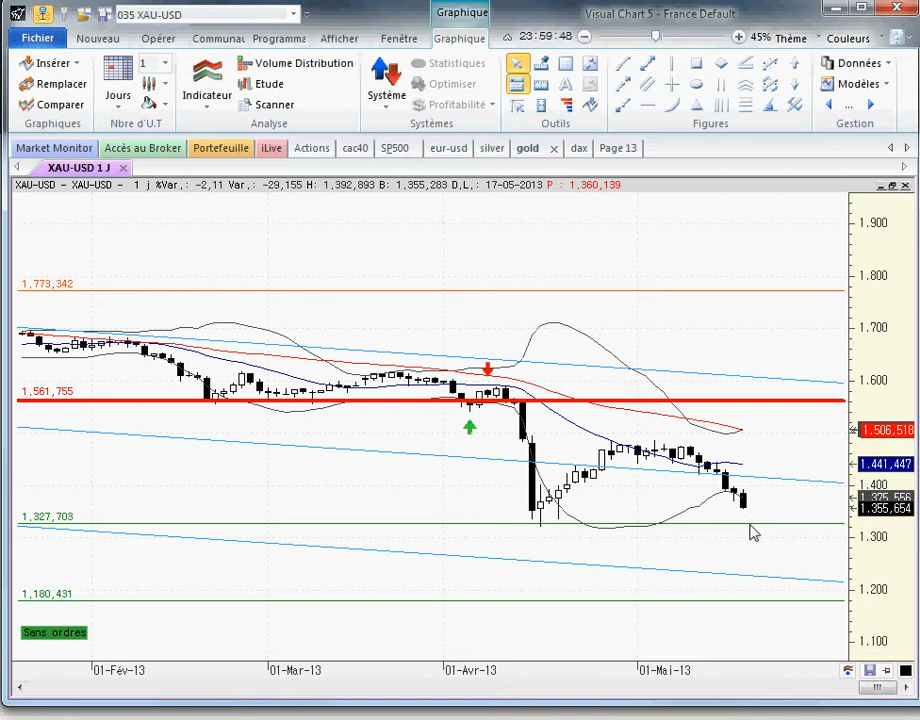 035 XAU-USD
Graphique
Visual Chart 5 - France Default
Fichier
Nouveau
Opérer
Communau
Programma
Afficher
Fenêtre
Graphique
23:59:48
45%
Thème
Couleurs
Insérer
Remplacer
Comparer
Graphiques
1
Jours
Nbre d'U.T
Indicateur
Volume Distribution
Etude
Scanner
Analyse
Système
Statistiques
Optimiser
Profitabilité
Systèmes
Outils
Figures
Données
Modèles
...
Gestion
Market Monitor
Accès au Broker
Portefeuille
iLive
Actions
cac40
SP500
eur-usd
silver
gold
dax
Page 13
XAU-USD 1 J
XAU-USD - XAU-USD - 1 j %Var.: -2,11 Var.: -29,155 H: 1,392,893 B: 1,355,283 D.L.: 17-05-2013 P : 1,360,139
1.900
1.800
1,773,342
1.700
1.600
1,561,755
1.506,518
1.441,447
1.400
1.375,556
1.355,654
1,327,703
1.300
1.200
1,180,431
1.100
Sans ordres
01-Fév-13
01-Mar-13
01-Avr-13
01-Mai-13